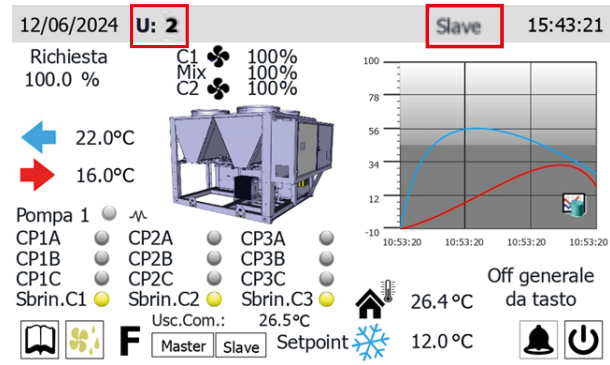 12/06/2024 U: 2 Slave 15:43:21
Richiesta
100.0 %
C1 100%
Mix 100%
C2 100%
22.0°C
16.0°C
100
78
56
34
12
-10
10:53:20 10:53:20 10:53:20 10:53:20
Pompa 1
CP1A CP2A CP3A
CP1B CP2B CP3B
CP1C CP2C CP3C
Sbrin.C1 Sbrin.C2 Sbrin.C3
Off generale
da tasto
26.4 °C
F
Usc.Com.: 26.5°C
Master Slave
Setpoint 12.0 °C